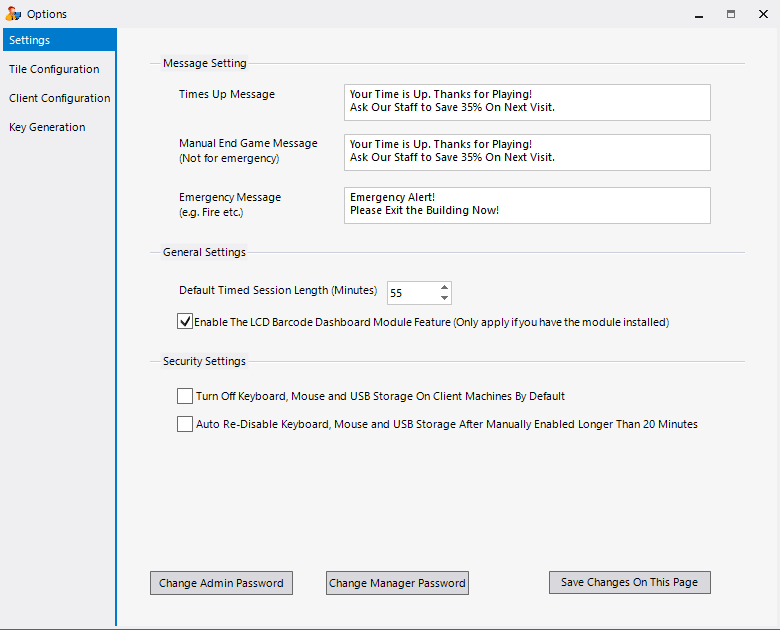 Options
Settings
Tile Configuration
Client Configuration
Key Generation
Message Setting
Times Up Message
Your Time is Up. Thanks for Playing!
Ask Our Staff to Save 35% On Next Visit.
Manual End Game Message
(Not for emergency)
Your Time is Up. Thanks for Playing!
Ask Our Staff to Save 35% On Next Visit.
Emergency Message
(e.g. Fire etc.)
Emergency Alert!
Please Exit the Building Now!
General Settings
Default Timed Session Length (Minutes)
55
Enable The LCD Barcode Dashboard Module Feature (Only apply if you have the module installed)
Security Settings
Turn Off Keyboard, Mouse and USB Storage On Client Machines By Default
Auto Re-Disable Keyboard, Mouse and USB Storage After Manually Enabled Longer Than 20 Minutes
Change Admin Password
Change Manager Password
Save Changes On This Page